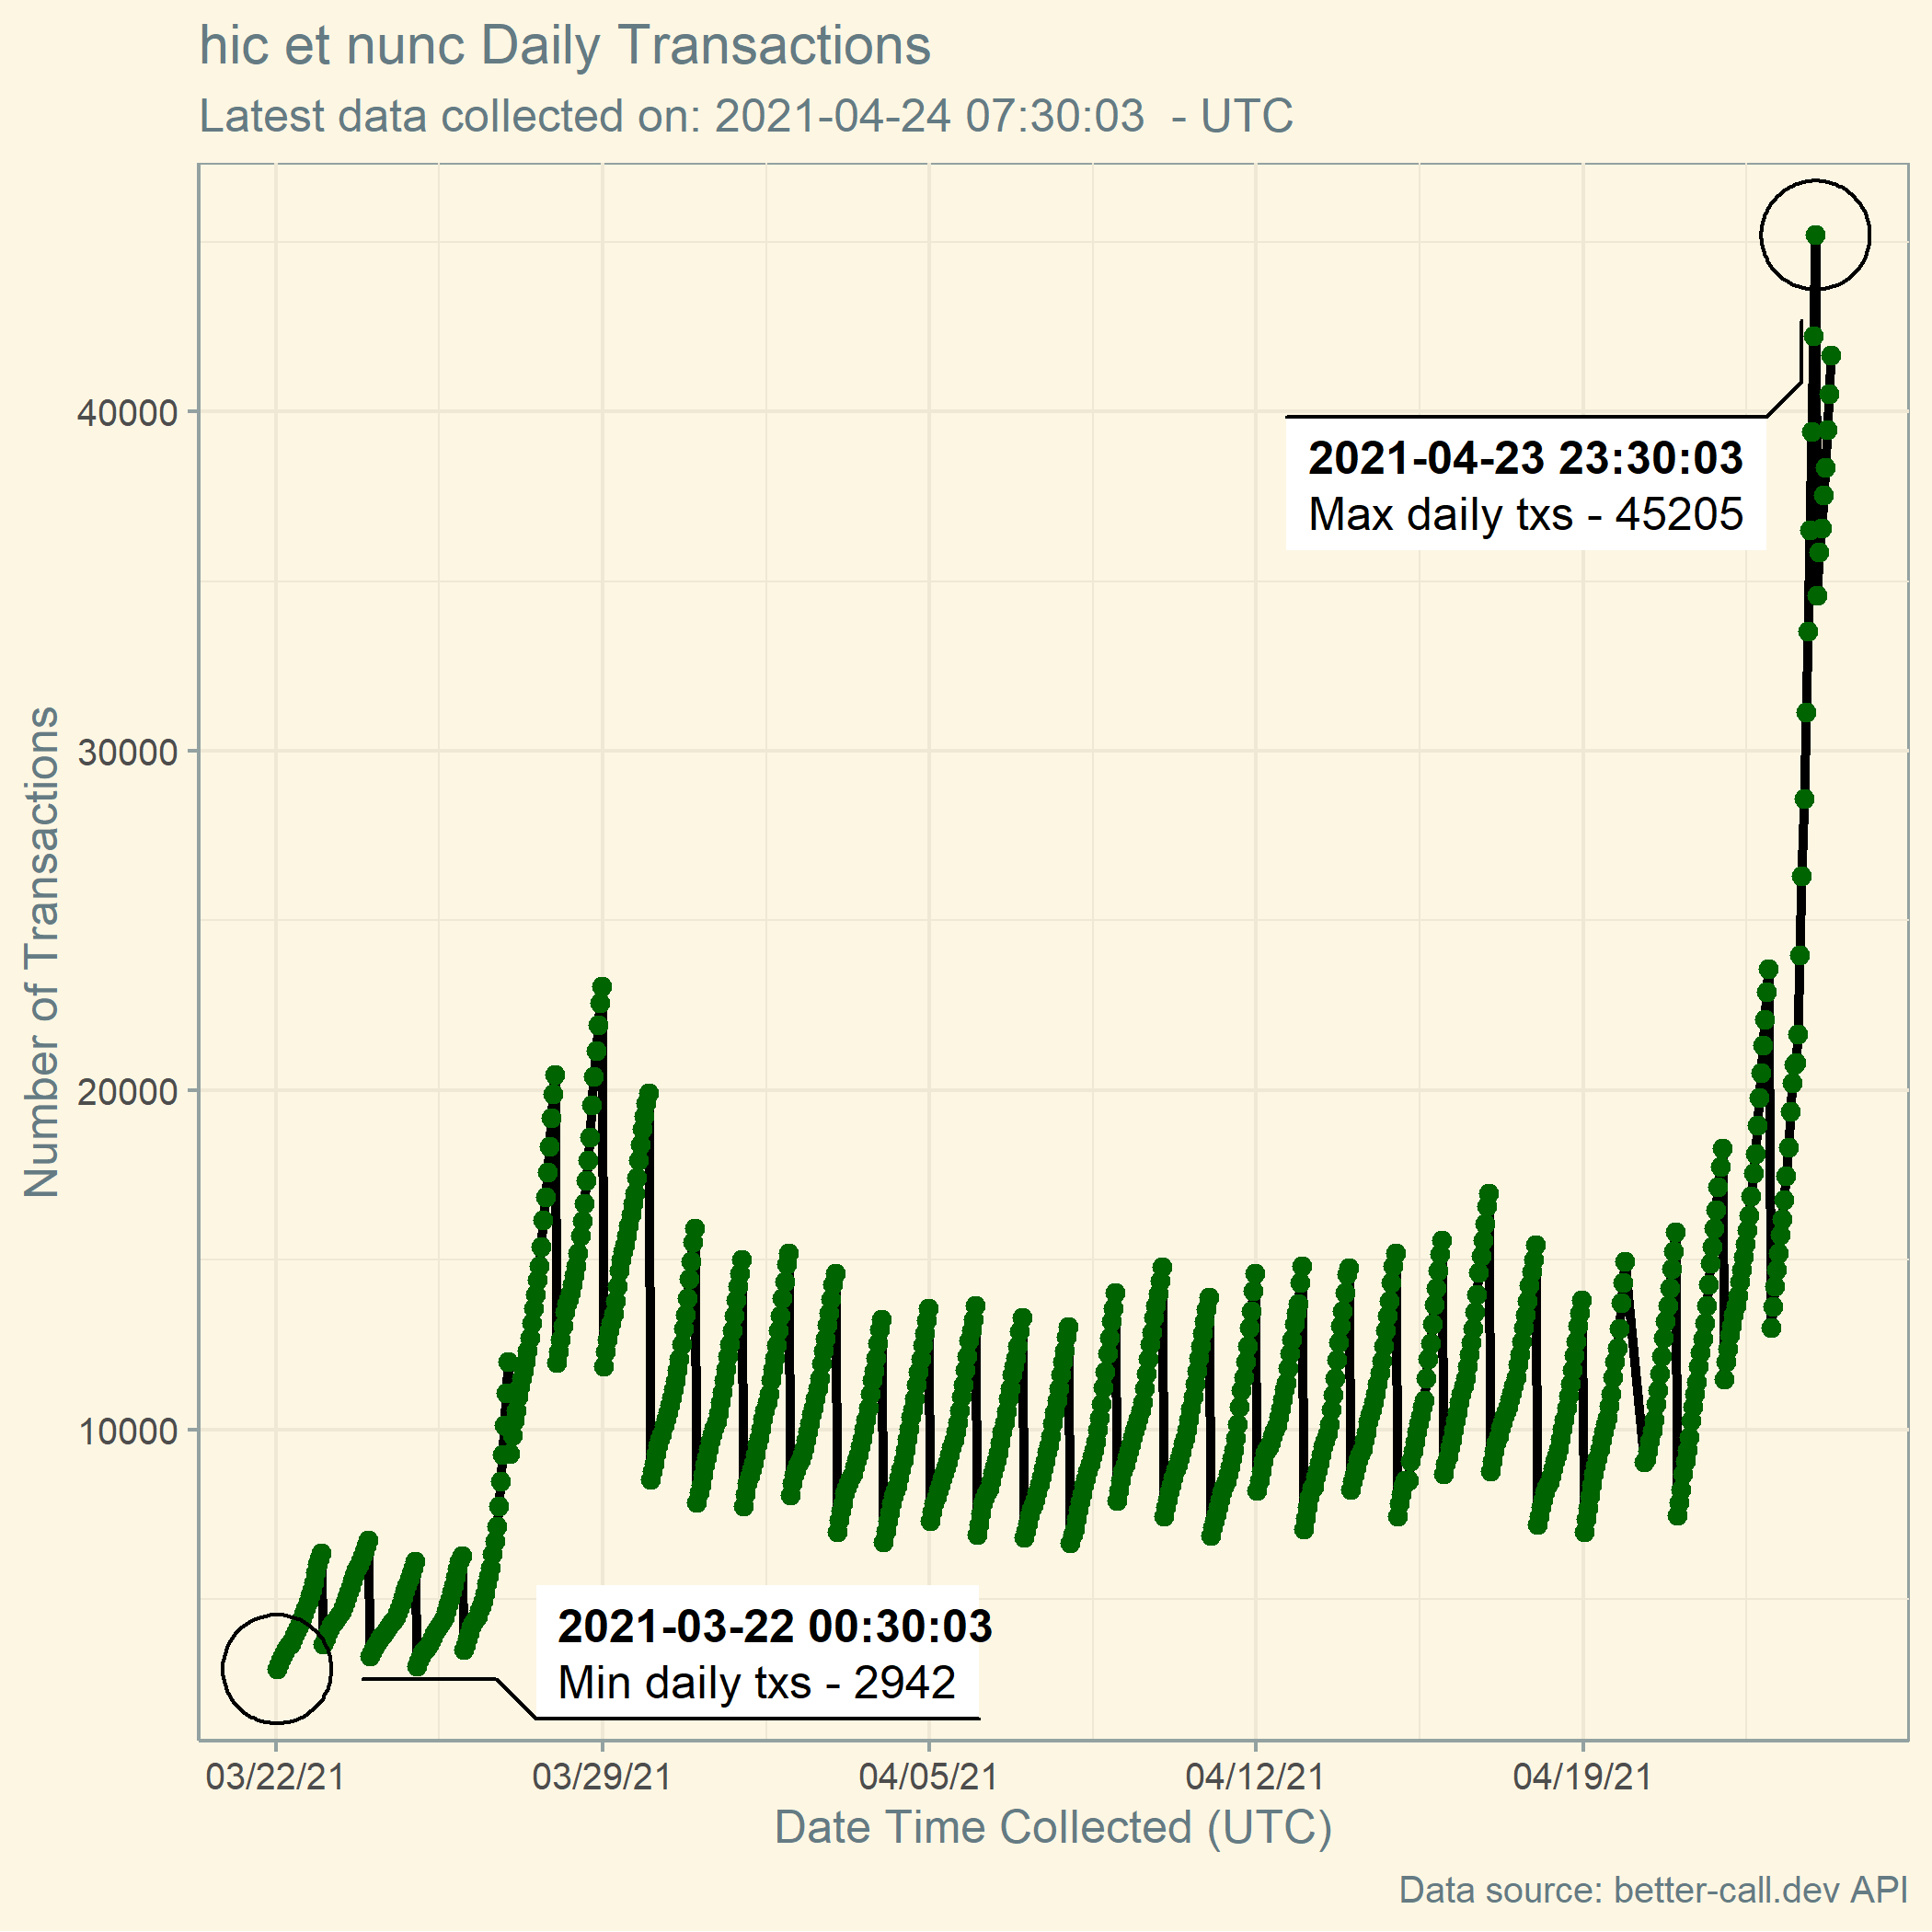 hic et nunc Daily Transactions
Latest data collected on: 2021-04-24 07:30:03  - UTC
Number of Transactions
40000
30000
20000
10000
2021-04-23 23:30:03
Max daily txs - 45205
2021-03-22 00:30:03
Min daily txs - 2942
03/22/21 03/29/21 04/05/21 04/12/21 04/19/21
Date Time Collected (UTC)
Data source: better-call.dev API